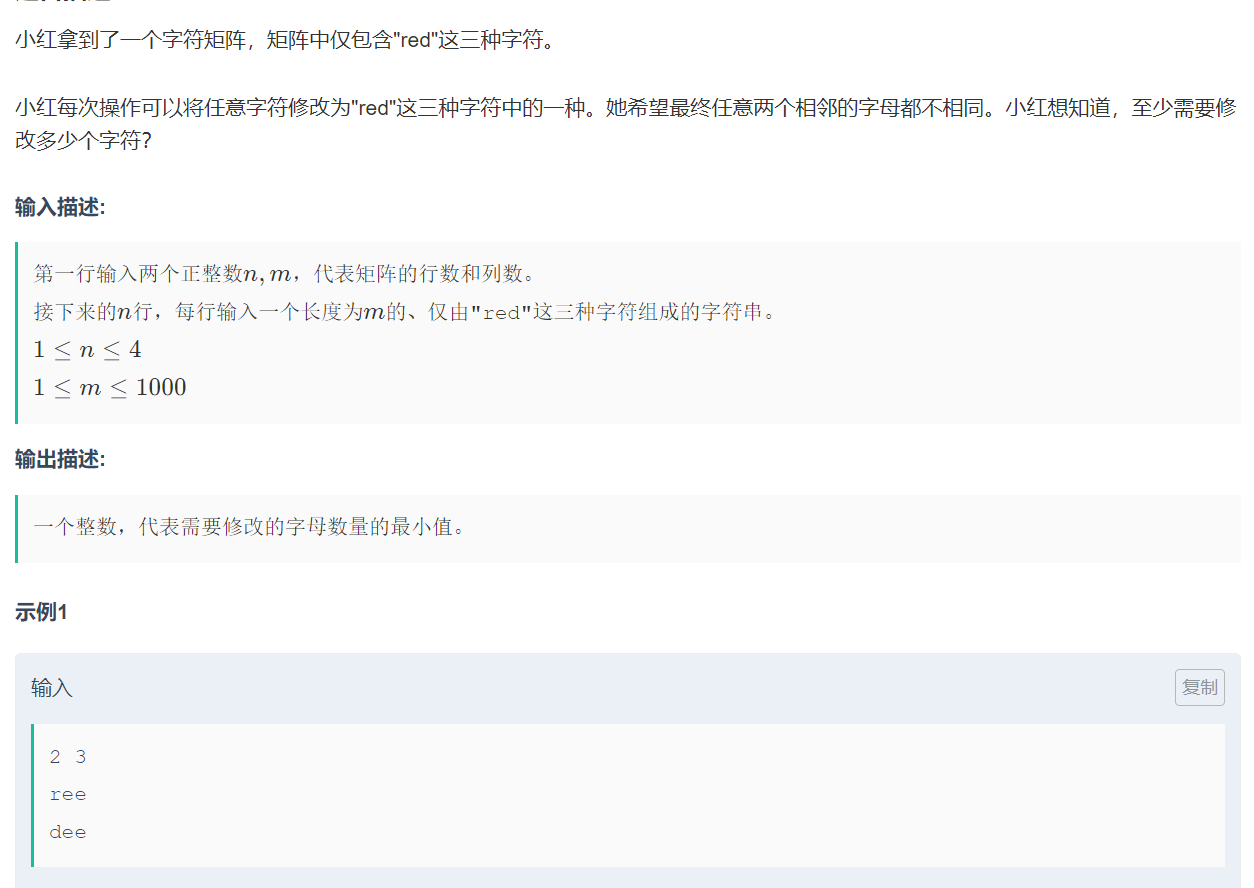 小红拿到了一个字符矩阵，矩阵中仅包含"red"这三种字符。
小红每次操作可以将任意字符修改为"red"这三种字符中的一种。她希望最终任意两个相邻的字母都不相同。小红想知道，至少需要修
改多少个字符？
输入描述:
第一行输入两个正整数n,m，代表矩阵的行数和列数。
接下来的n行，每行输入一个长度为m的、仅由"red"这三种字符组成的字符串。
1 ≤ n ≤ 4
1 ≤ m ≤ 1000
输出描述:
一个整数，代表需要修改的字母数量的最小值。
示例1
输入
复制
2 3
ree
dee